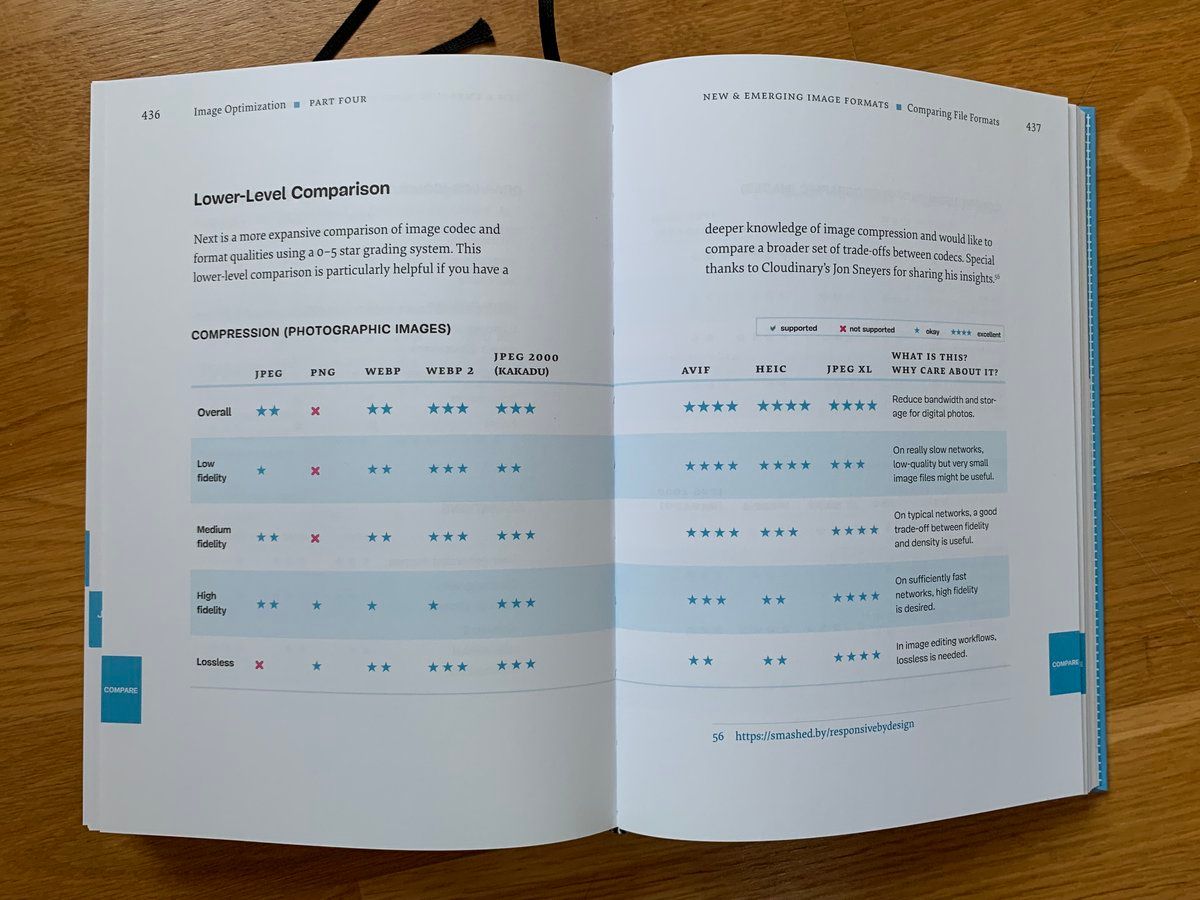 436 Image Optimization ■ PART FOUR
Lower-Level Comparison
Next is a more expansive comparison of image codec and
format qualities using a 0–5 star grading system. This
lower-level comparison is particularly helpful if you have a
COMPRESSION (PHOTOGRAPHIC IMAGES)
JPEG PNG WEBP WEBP 2 JPEG 2000
(KAKADU)
Overall ★★ ✗ ★★ ★★★ ★★★
Low
fidelity ★ ✗ ★★ ★★★ ★★
Medium
fidelity ★★ ✗ ★★ ★★★ ★★★
High
fidelity ★★ ★ ★ ★ ★★★
Lossless ✗ ★ ★★ ★★★ ★★★
COMPARE
NEW & EMERGING IMAGE FORMATS ■ Comparing File Formats 437
deeper knowledge of image compression and would like to
compare a broader set of trade-offs between codecs. Special
thanks to Cloudinary’s Jon Sneyers for sharing his insights.56
✔ supported ✗ not supported ★ okay ★★★★ excellent
AVIF HEIC JPEG XL WHAT IS THIS?
WHY CARE ABOUT IT?
★★★★ ★★★★ ★★★★ Reduce bandwidth and stor-
age for digital photos.
★★★★ ★★★★ ★★★ On really slow networks,
low-quality but very small
image files might be useful.
★★★★ ★★★ ★★★★ On typical networks, a good
trade-off between fidelity
and density is useful.
★★★ ★★ ★★★★ On sufficiently fast
networks, high fidelity
is desired.
★★ ★★ ★★★★ In image editing workflows,
lossless is needed.
COMPARE
56 https://smashed.by/responsivebydesign